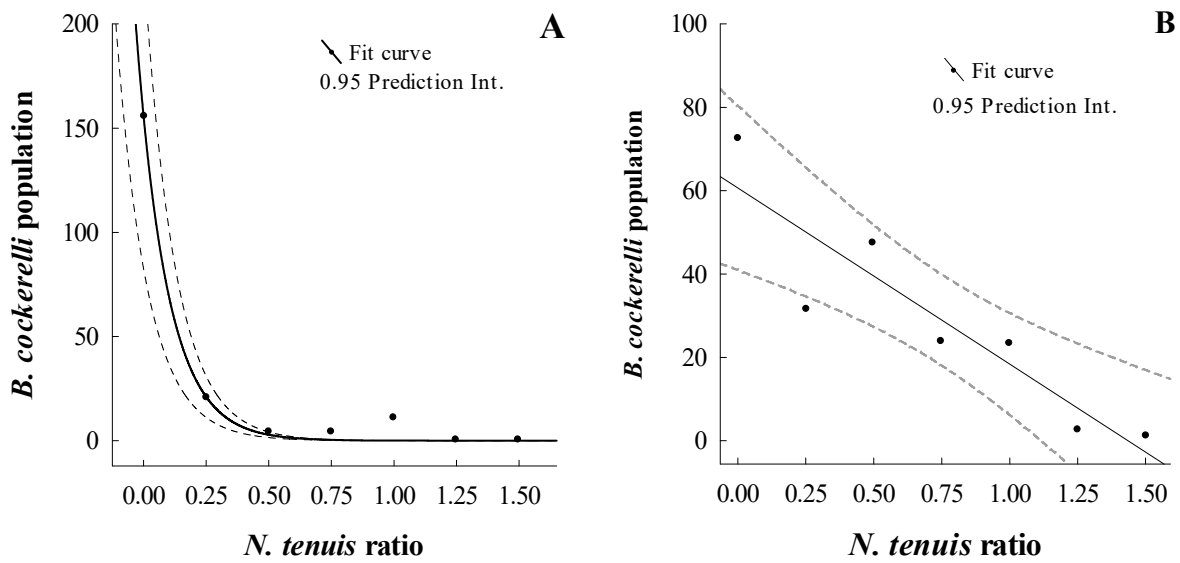 A
Fit curve
0.95 Prediction Int.
B. cockerelli population
200
150
100
50
0
0.00 0.25 0.50 0.75 1.00 1.25 1.50
N. tenuis ratio
B
Fit curve
0.95 Prediction Int.
B. cockerelli population
100
80
60
40
20
0
0.00 0.25 0.50 0.75 1.00 1.25 1.50
N. tenuis ratio